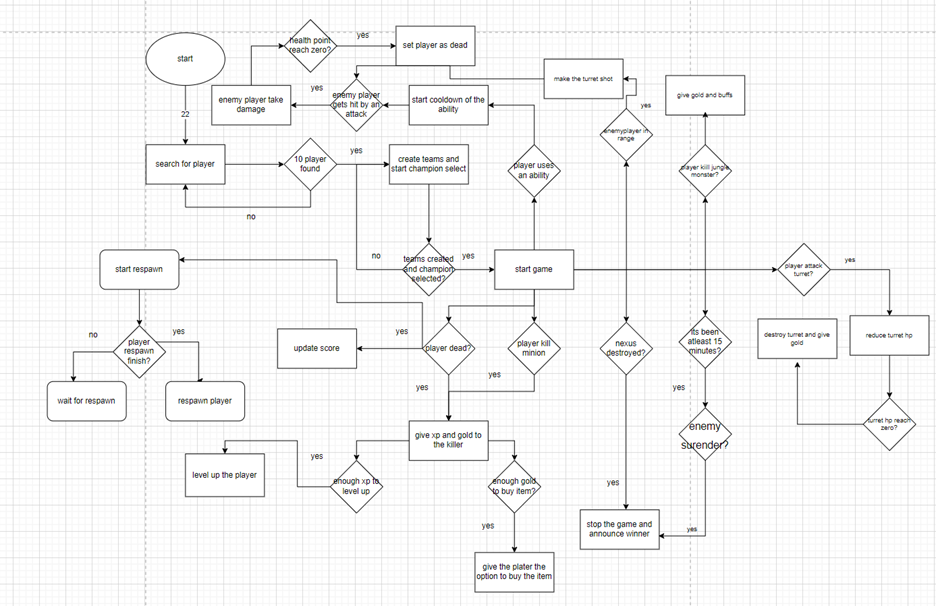 start
22
search for player
10 player
found
yes
no
create teams and
start champion select
teams created
and champion
selected?
no
yes
start game
player uses
an ability
start cooldown of the
ability
enemy player
gets hit by an
attack
yes
enemy player take
damage
health point
reach zero?
yes
set player as dead
make the turret shot
enemyplayer in
range
yes
give gold and buffs
player killl jungle
monster?
player attack
turret?
yes
reduce turret hp
turret hp reach
zero?
destroy turret and give
gold
start respawn
player
respawn
finish?
no
yes
wait for respawn
respawn player
update score
yes
player dead?
yes
player kill
minion
yes
give xp and gold to
the killer
enough xp to
level up
yes
level up the player
enough gold
to buy item?
yes
give the plater the
option to buy the item
nexus
destroyed?
yes
its been
atleast 15
minutes?
yes
enemy
surender?
yes
stop the game and
announce winner